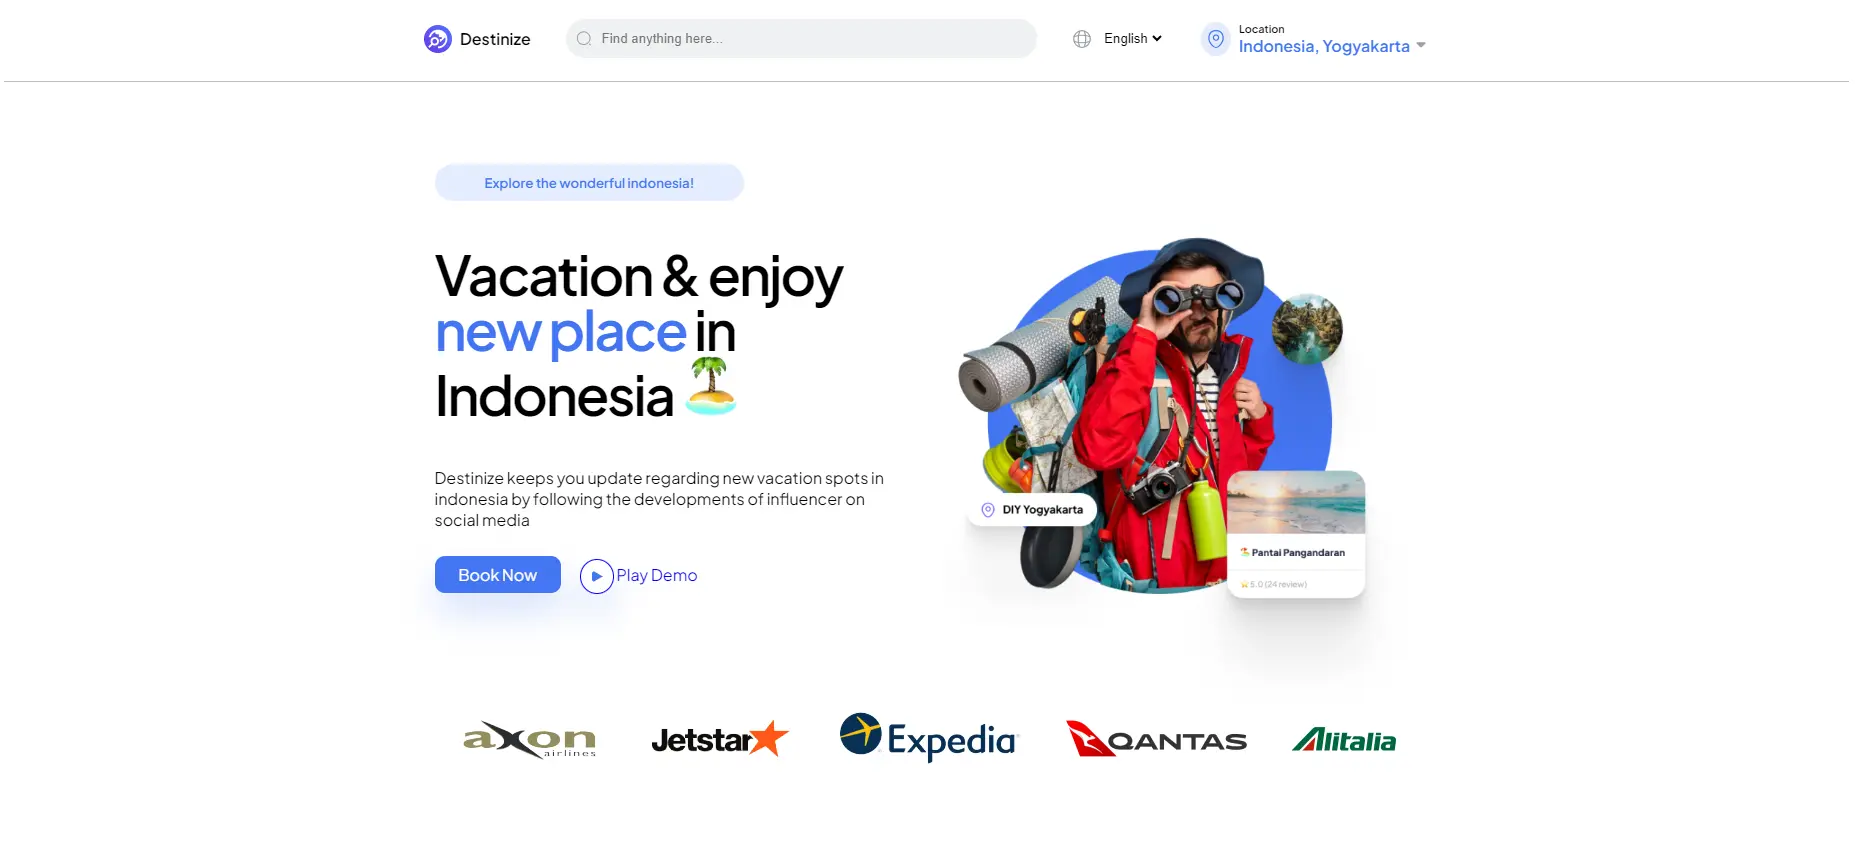 Destinize
Find anything here...
English
Location
Indonesia, Yogyakarta
Explore the wonderful indonesia!
Vacation & enjoy
new place in
Indonesia
Destinize keeps you update regarding new vacation spots in
indonesia by following the developments of influencer on
social media
Book Now
Play Demo
DIY Yogyakarta
Pantai Pangandaran
5.0 (24 review)
axon
airlines
Jetstar
Expedia
QANTAS
Alitalia